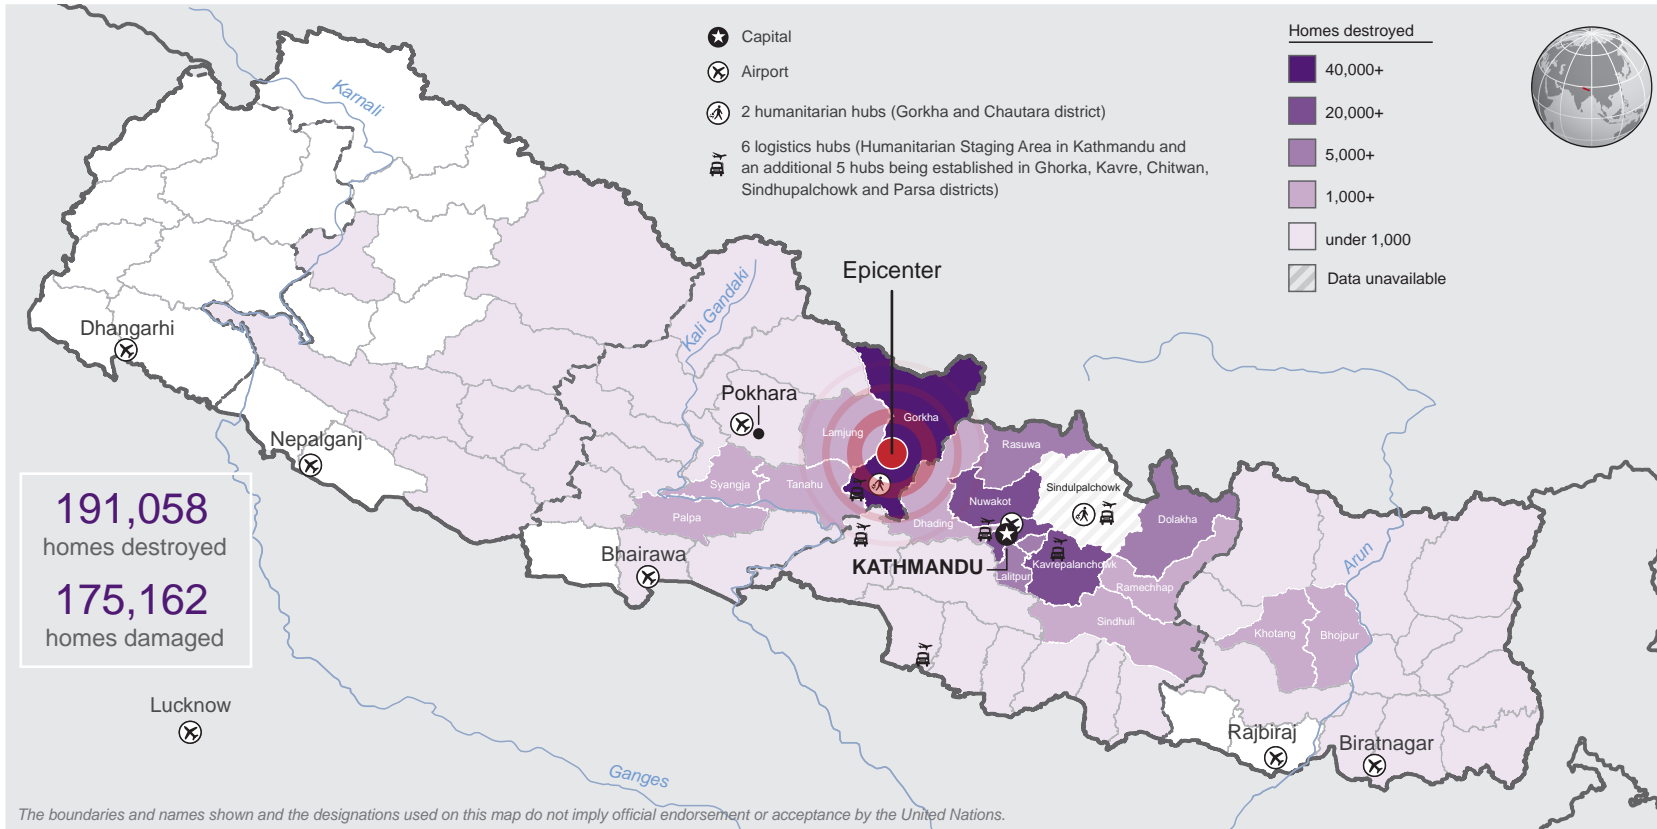 Capital
Airport
2 humanitarian hubs (Gorkha and Chautara district)
6 logistics hubs (Humanitarian Staging Area in Kathmandu and
an additional 5 hubs being established in Ghorka, Kavre, Chitwan,
Sindhupalchowk and Parsa districts)
Homes destroyed
40,000+
20,000+
5,000+
1,000+
under 1,000
Data unavailable
Karnali
Kali Gandaki
Epicenter
Dhangarhi
Pokhara
Nepalganj
Gorkha
Lamjung
Rasuwa
Syangja
Tanahu
Sindulpalchowk
Nuwakot
Palpa
Dhading
Dolakha
Bhairawa
KATHMANDU
Lalitpur
Kavrepalanchowk
Ramechhap
Arun
Sindhuli
Khotang
Bhojpur
191,058
homes destroyed
175,162
homes damaged
Lucknow
Rajbiraj
Biratnagar
Ganges
The boundaries and names shown and the designations used on this map do not imply official endorsement or acceptance by the United Nations.